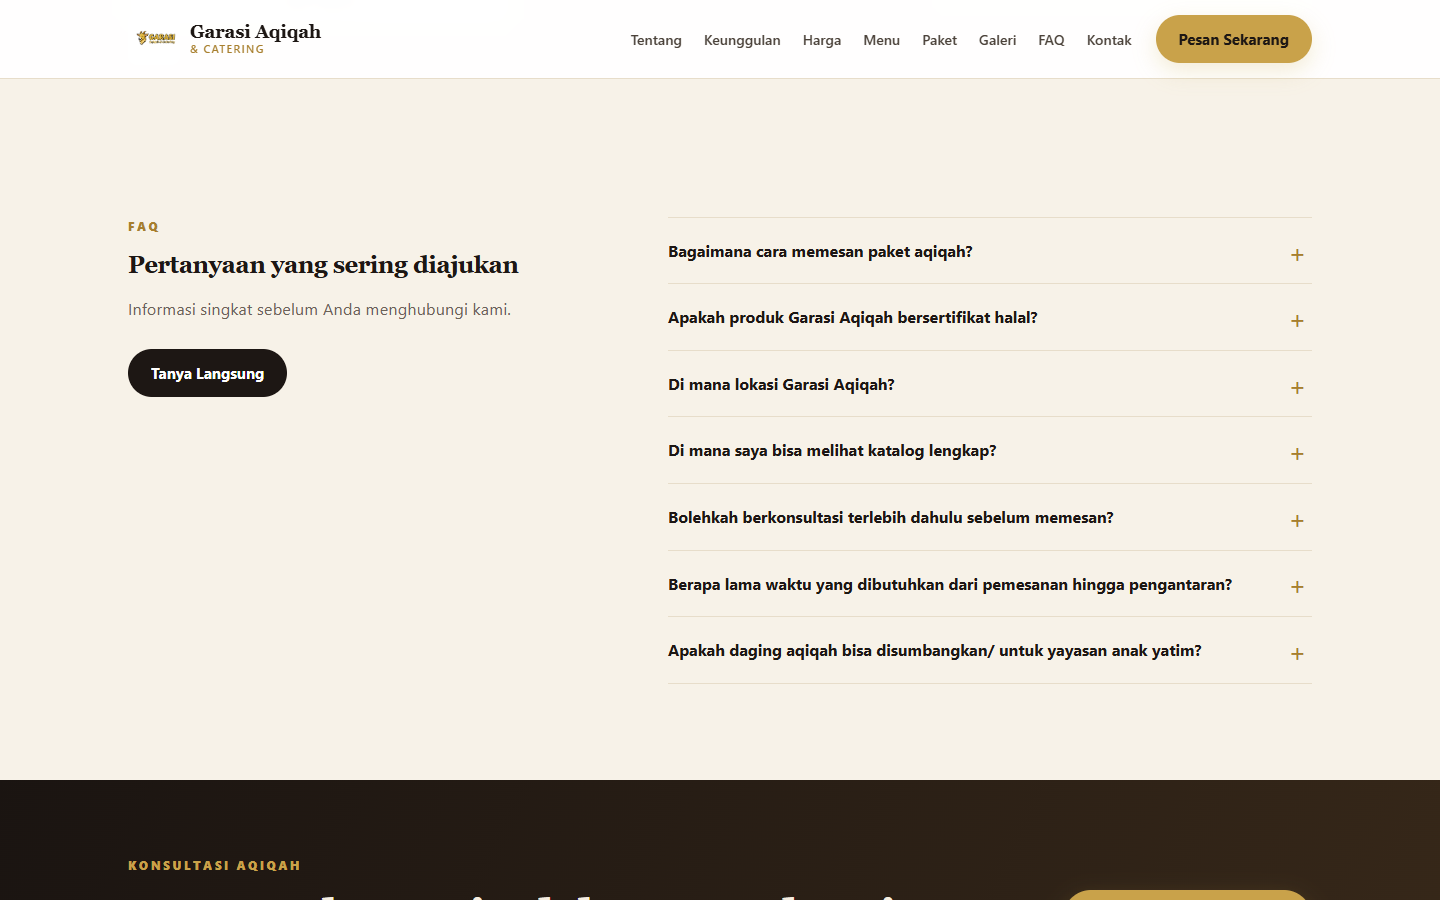 GARASI
Garasi Aqiqah
& CATERING
Tentang
Keunggulan
Harga
Menu
Paket
Galeri
FAQ
Kontak
Pesan Sekarang
FAQ
Pertanyaan yang sering diajukan
Informasi singkat sebelum Anda menghubungi kami.
Tanya Langsung
Bagaimana cara memesan paket aqiqah?
Apakah produk Garasi Aqiqah bersertifikat halal?
Di mana lokasi Garasi Aqiqah?
Di mana saya bisa melihat katalog lengkap?
Bolehkah berkonsultasi terlebih dahulu sebelum memesan?
Berapa lama waktu yang dibutuhkan dari pemesanan hingga pengantaran?
Apakah daging aqiqah bisa disumbangkan/ untuk yayasan anak yatim?
KONSULTASI AQIQAH